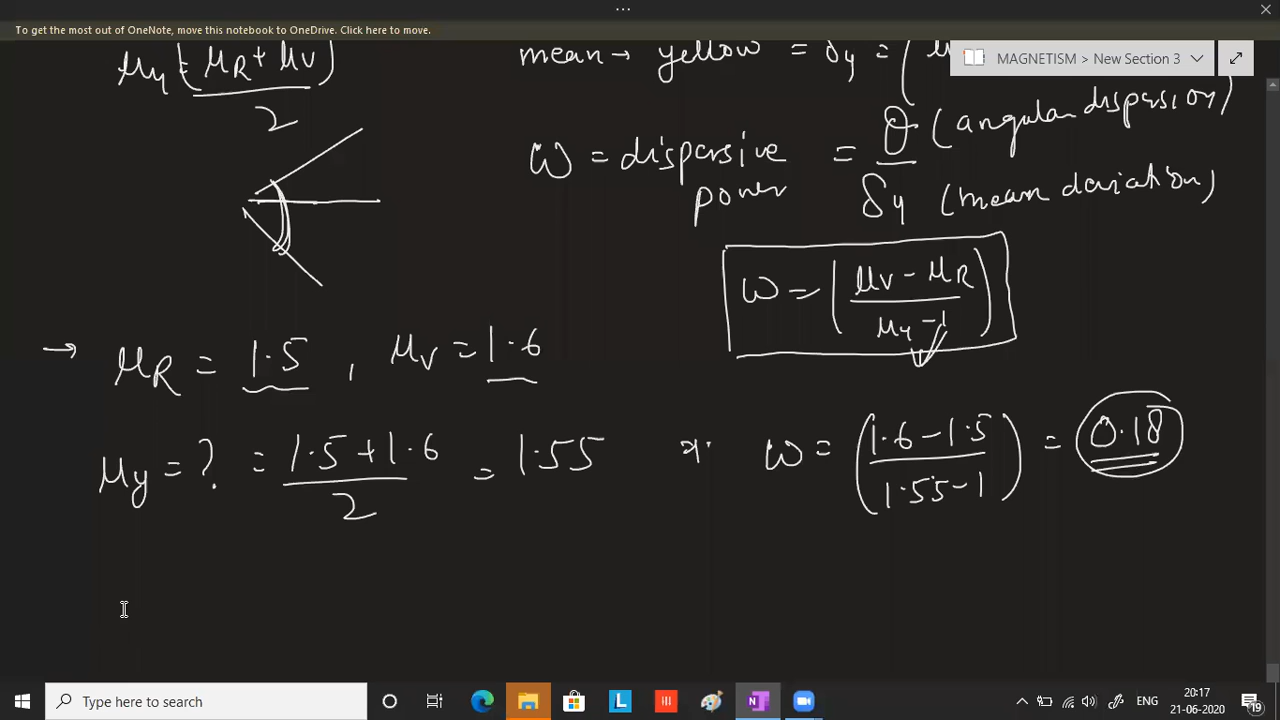 To get the most out of OneNote, move this notebook to OneDrive. Click here to move.
MAGNETISM > New Section 3
μy = (μR + μV)
2
mean → yellow = δy = (μ
ω = dispersive power = θ (angular dispersion)
δy (mean deviation)
ω = (μV - μR
μy - 1)
→ μR = 1.5 , μV = 1.6
μy = ? = 1.5 + 1.6
2
= 1.55
ω = (1.6 - 1.5
1.55 - 1) = 0.18
Type here to search
ENG
20:17
21-06-2020
19